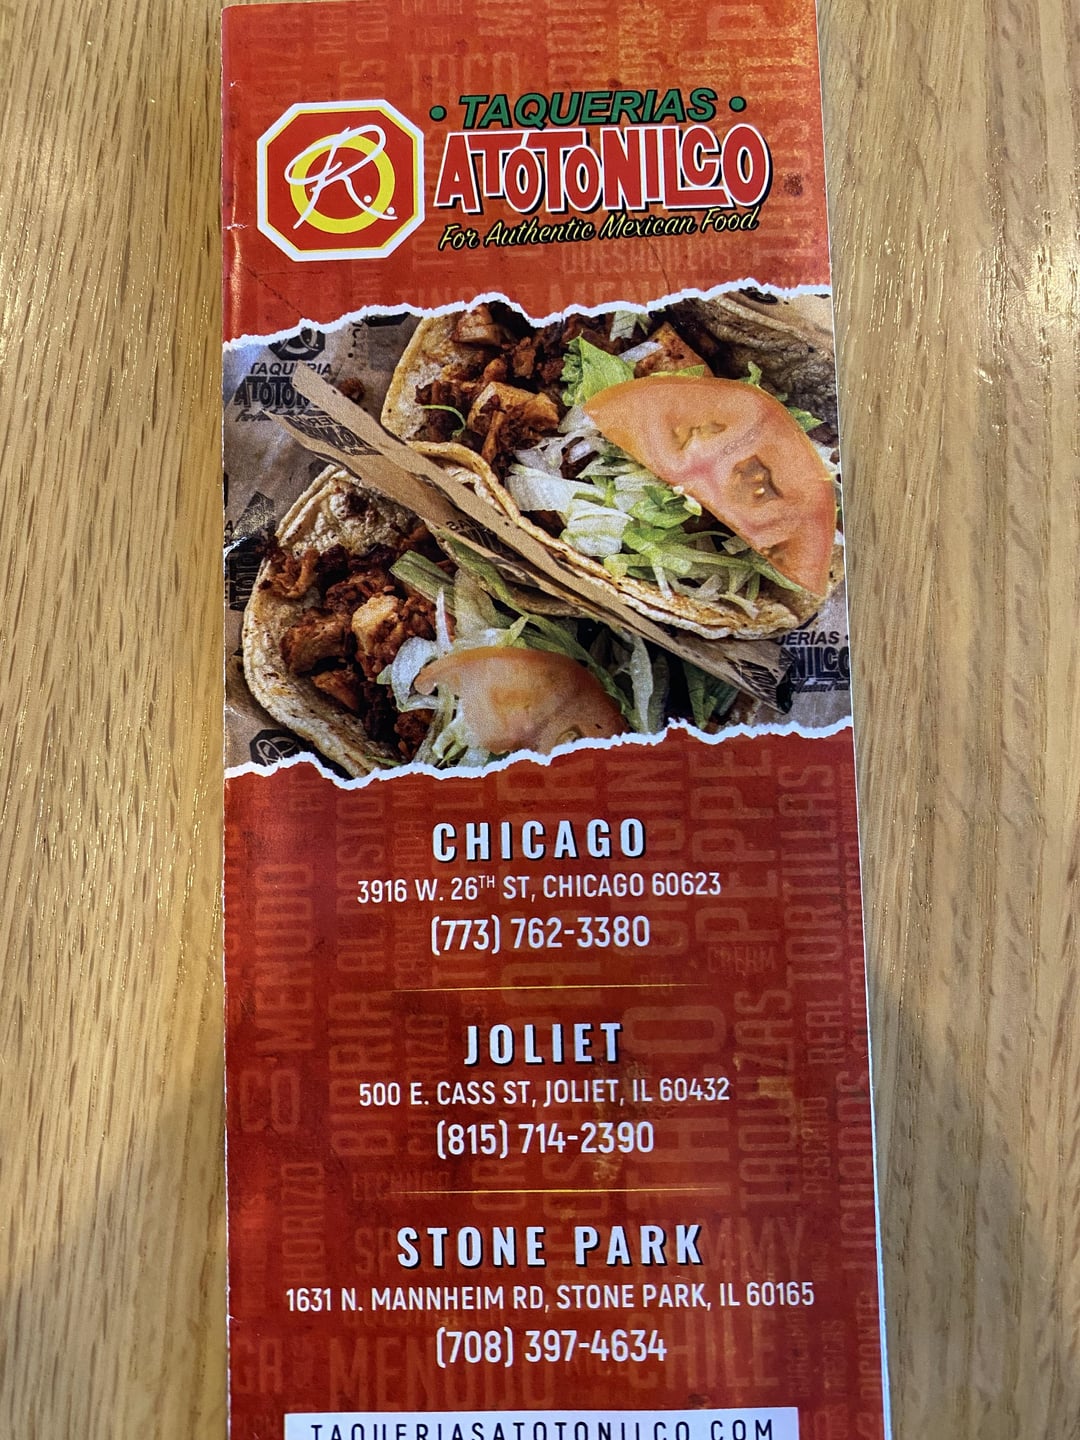 • TAQUERIAS •
R.
ATOTONILCO
For Authentic Mexican Food
CHICAGO
3916 W. 26TH ST, CHICAGO 60623
(773) 762-3380
JOLIET
500 E. CASS ST, JOLIET, IL 60432
(815) 714-2390
STONE PARK
1631 N. MANNHEIM RD, STONE PARK, IL 60165
(708) 397-4634
TAQUERIASATOTONILCO.COM